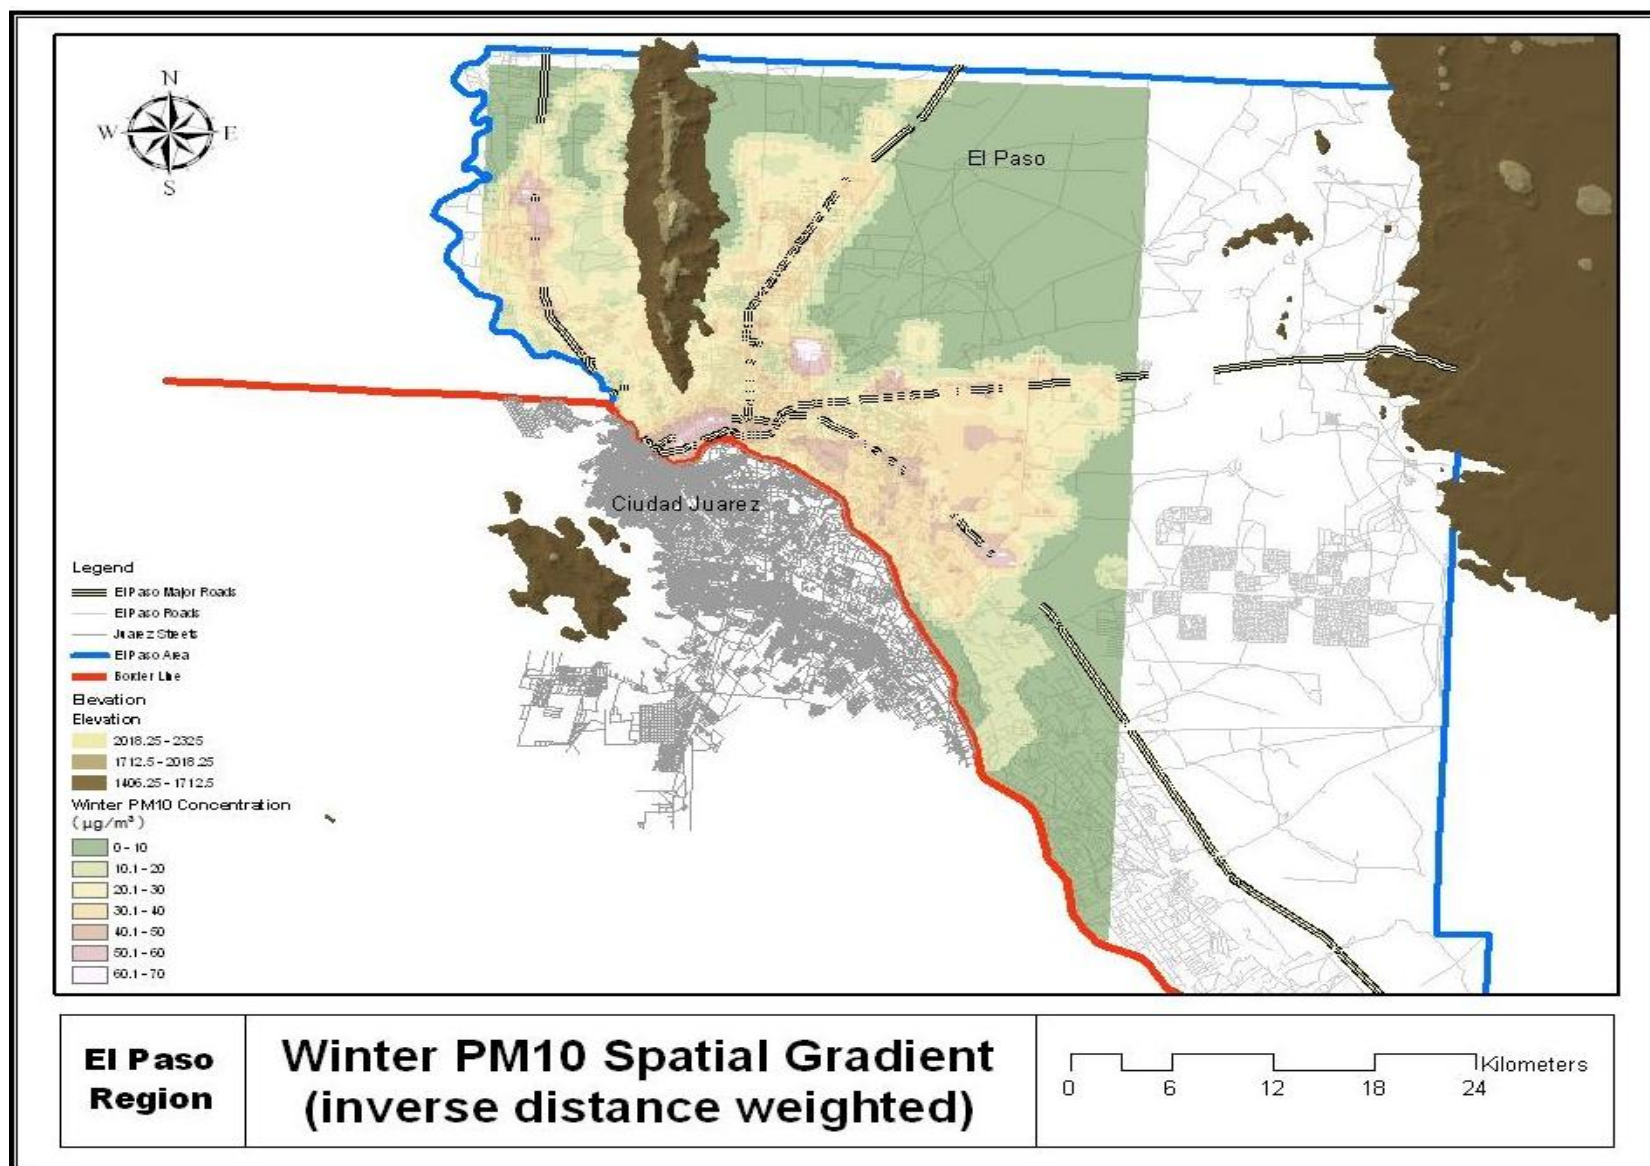 N
W E
S
El Paso
Ciudad Juarez
Legend
El Paso Major Roads
El Paso Roads
Juarez Streets
El Paso Area
Border Line
Elevation
Elevation
2018.25 - 2325
1712.5 - 2018.25
1406.25 - 1712.5
Winter PM10 Concentration
(µg/m³)
0 - 10
10.1 - 20
20.1 - 30
30.1 - 40
40.1 - 50
50.1 - 60
60.1 - 70
El Paso
Region
Winter PM10 Spatial Gradient
(inverse distance weighted)
Kilometers
0 6 12 18 24